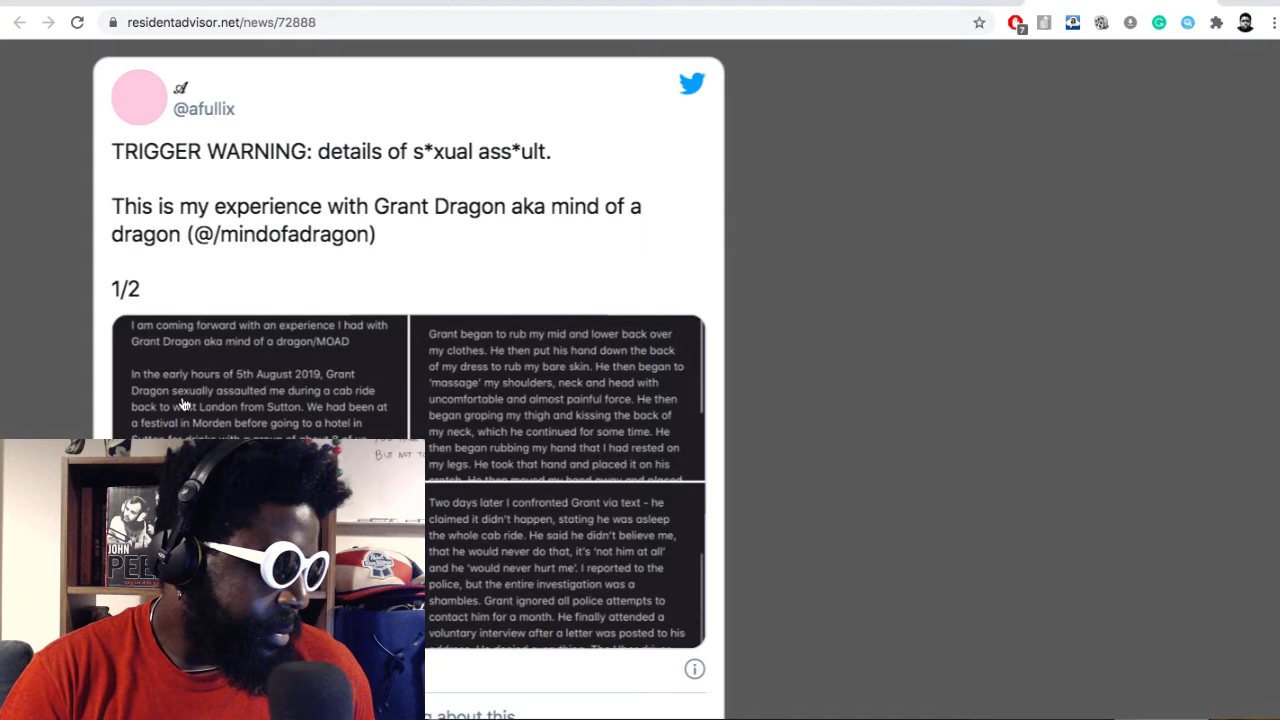 residentadvisor.net/news/72888
7
𝒜
@afullix
TRIGGER WARNING: details of s*xual ass*ult.
This is my experience with Grant Dragon aka mind of a
dragon (@/mindofadragon)
1/2
I am coming forward with an experience I had with
Grant Dragon aka mind of a dragon/MOAD
In the early hours of 5th August 2019, Grant
Dragon sexually assaulted me during a cab ride
back to west London from Sutton. We had been at
a festival in Morden before going to a hotel in
Grant began to rub my mid and lower back over
my clothes. He then put his hand down the back
of my dress to rub my bare skin. He then began to
'massage' my shoulders, neck and head with
uncomfortable and almost painful force. He then
began groping my thigh and kissing the back of
my neck, which he continued for some time. He
then began rubbing my hand that I had rested on
my legs. He took that hand and placed it on his
Two days later I confronted Grant via text - he
claimed it didn't happen, stating he was asleep
the whole cab ride. He said he didn't believe me,
that he would never do that, it's 'not him at all'
and he 'would never hurt me'. I reported to the
police, but the entire investigation was a
shambles. Grant ignored all police attempts to
contact him for a month. He finally attended a
voluntary interview after a letter was posted to his
about this
BUT NOT TO
JOHN
PEE